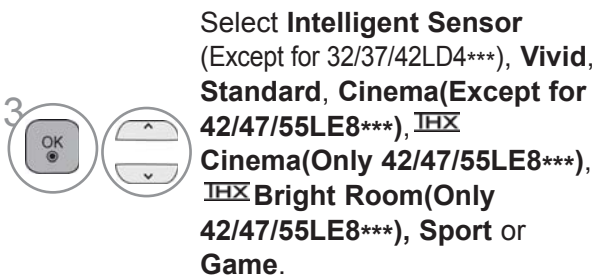 Select Intelligent Sensor
(Except for 32/37/42LD4***), Vivid,
Standard, Cinema(Except for
42/47/55LE8***), THX
Cinema(Only 42/47/55LE8***),
THX Bright Room(Only
42/47/55LE8***), Sport or
Game.
3
OK